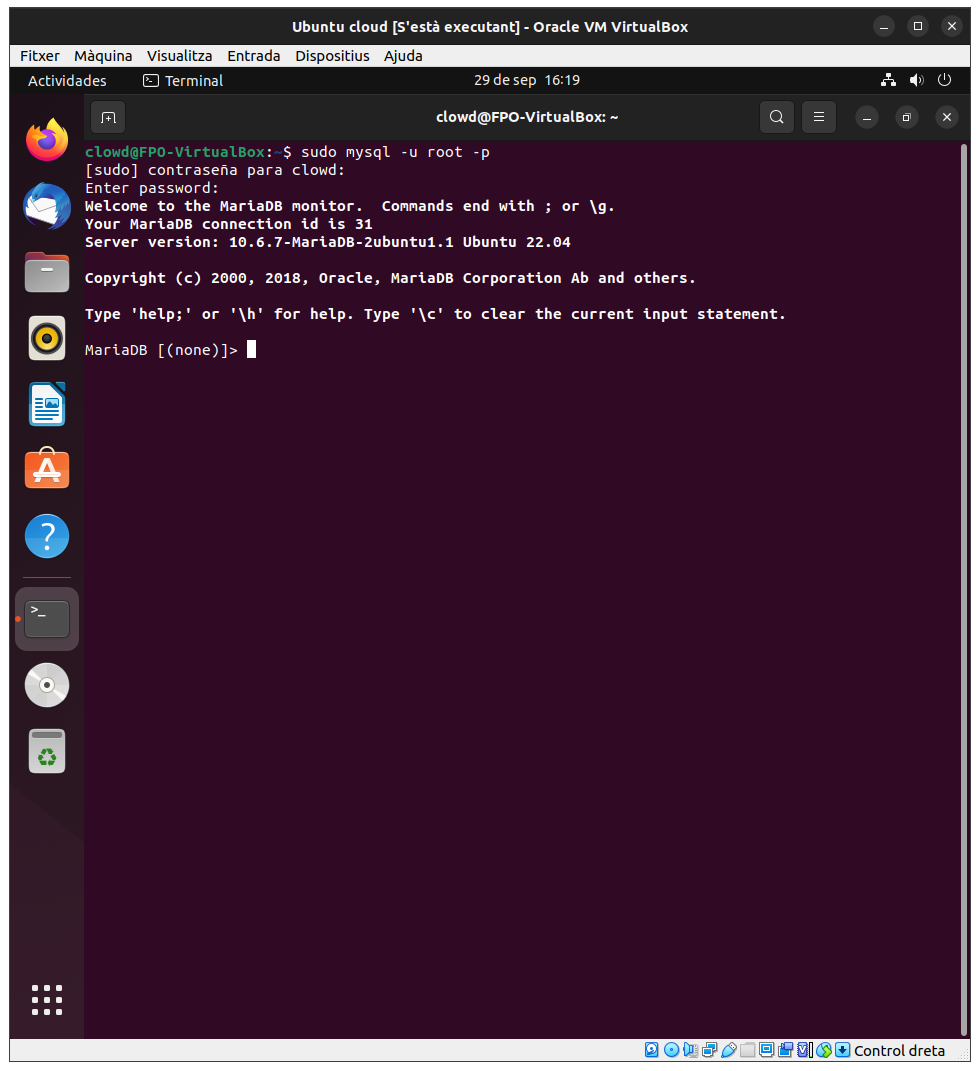 Ubuntu cloud [S'està executant] - Oracle VM VirtualBox
Fitxer Màquina Visualitza Entrada Dispositius Ajuda
Actividades Terminal 29 de sep 16:19
clowd@FPO-VirtualBox: ~
clowd@FPO-VirtualBox:~$ sudo mysql -u root -p
[sudo] contraseña para clowd:
Enter password:
Welcome to the MariaDB monitor.  Commands end with ; or \g.
Your MariaDB connection id is 31
Server version: 10.6.7-MariaDB-2ubuntu1.1 Ubuntu 22.04
Copyright (c) 2000, 2018, Oracle, MariaDB Corporation Ab and others.
Type 'help;' or '\h' for help. Type '\c' to clear the current input statement.
MariaDB [(none)]>
Control dreta